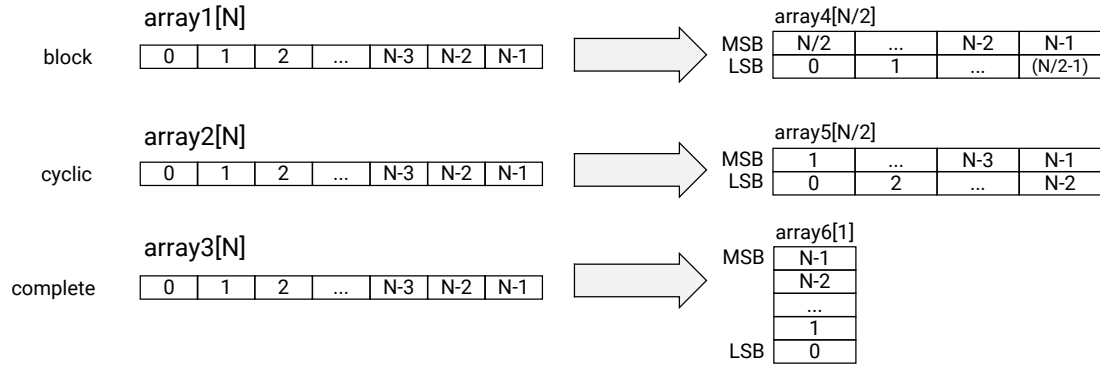 array1[N]
block
0 1 2 ... N-3 N-2 N-1
array4[N/2]
MSB N/2 ... N-2 N-1
LSB 0 1 ... (N/2-1)
array2[N]
cyclic
0 1 2 ... N-3 N-2 N-1
array5[N/2]
MSB 1 ... N-3 N-1
LSB 0 2 ... N-2
array3[N]
complete
0 1 2 ... N-3 N-2 N-1
array6[1]
MSB N-1
N-2
...
1
LSB 0